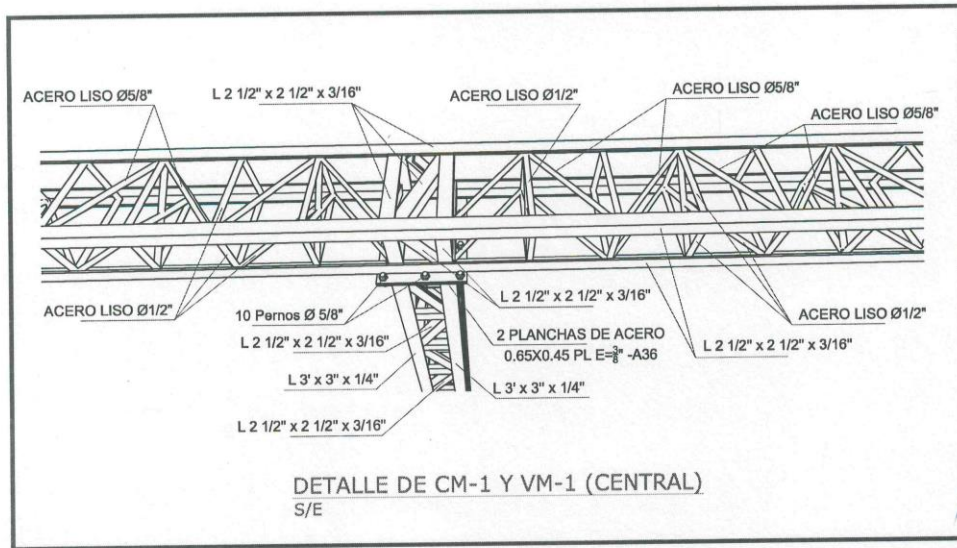 ACERO LISO Ø5/8"
L 2 1/2" x 2 1/2" x 3/16"
ACERO LISO Ø1/2"
ACERO LISO Ø5/8"
ACERO LISO Ø5/8"
ACERO LISO Ø1/2"
10 Pernos Ø 5/8"
L 2 1/2" x 2 1/2" x 3/16"
L 3' x 3" x 1/4"
L 2 1/2" x 2 1/2" x 3/16"
L 2 1/2" x 2 1/2" x 3/16"
2 PLANCHAS DE ACERO
0.65X0.45 PL E=3/8" -A36
L 3' x 3" x 1/4"
ACERO LISO Ø1/2"
L 2 1/2" x 2 1/2" x 3/16"
DETALLE DE CM-1 Y VM-1 (CENTRAL)
S/E